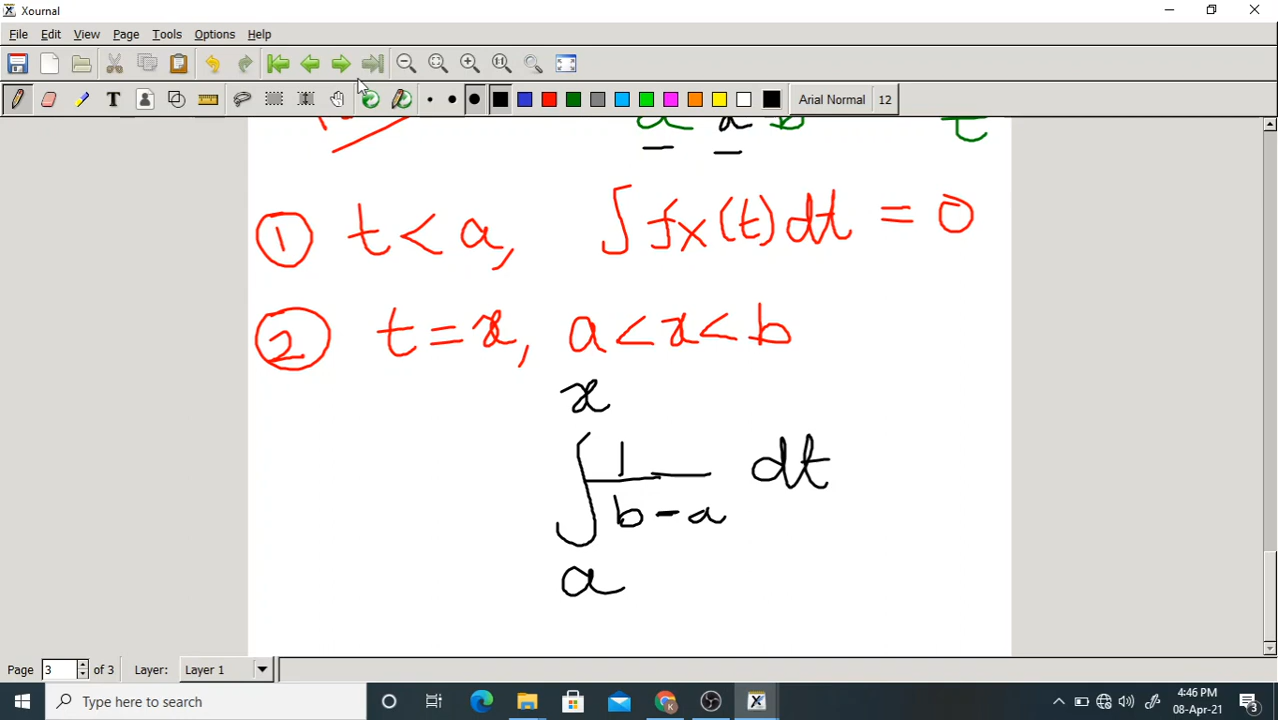 Xournal
File Edit View Page Tools Options Help
Arial Normal 12
a x b t
① t < a, ∫ fx(t) dt = 0
② t = x, a < x < b
x
∫ 1 dt
b - a
a
Page 3 of 3 Layer: Layer 1
Type here to search
4:46 PM
08-Apr-21
3